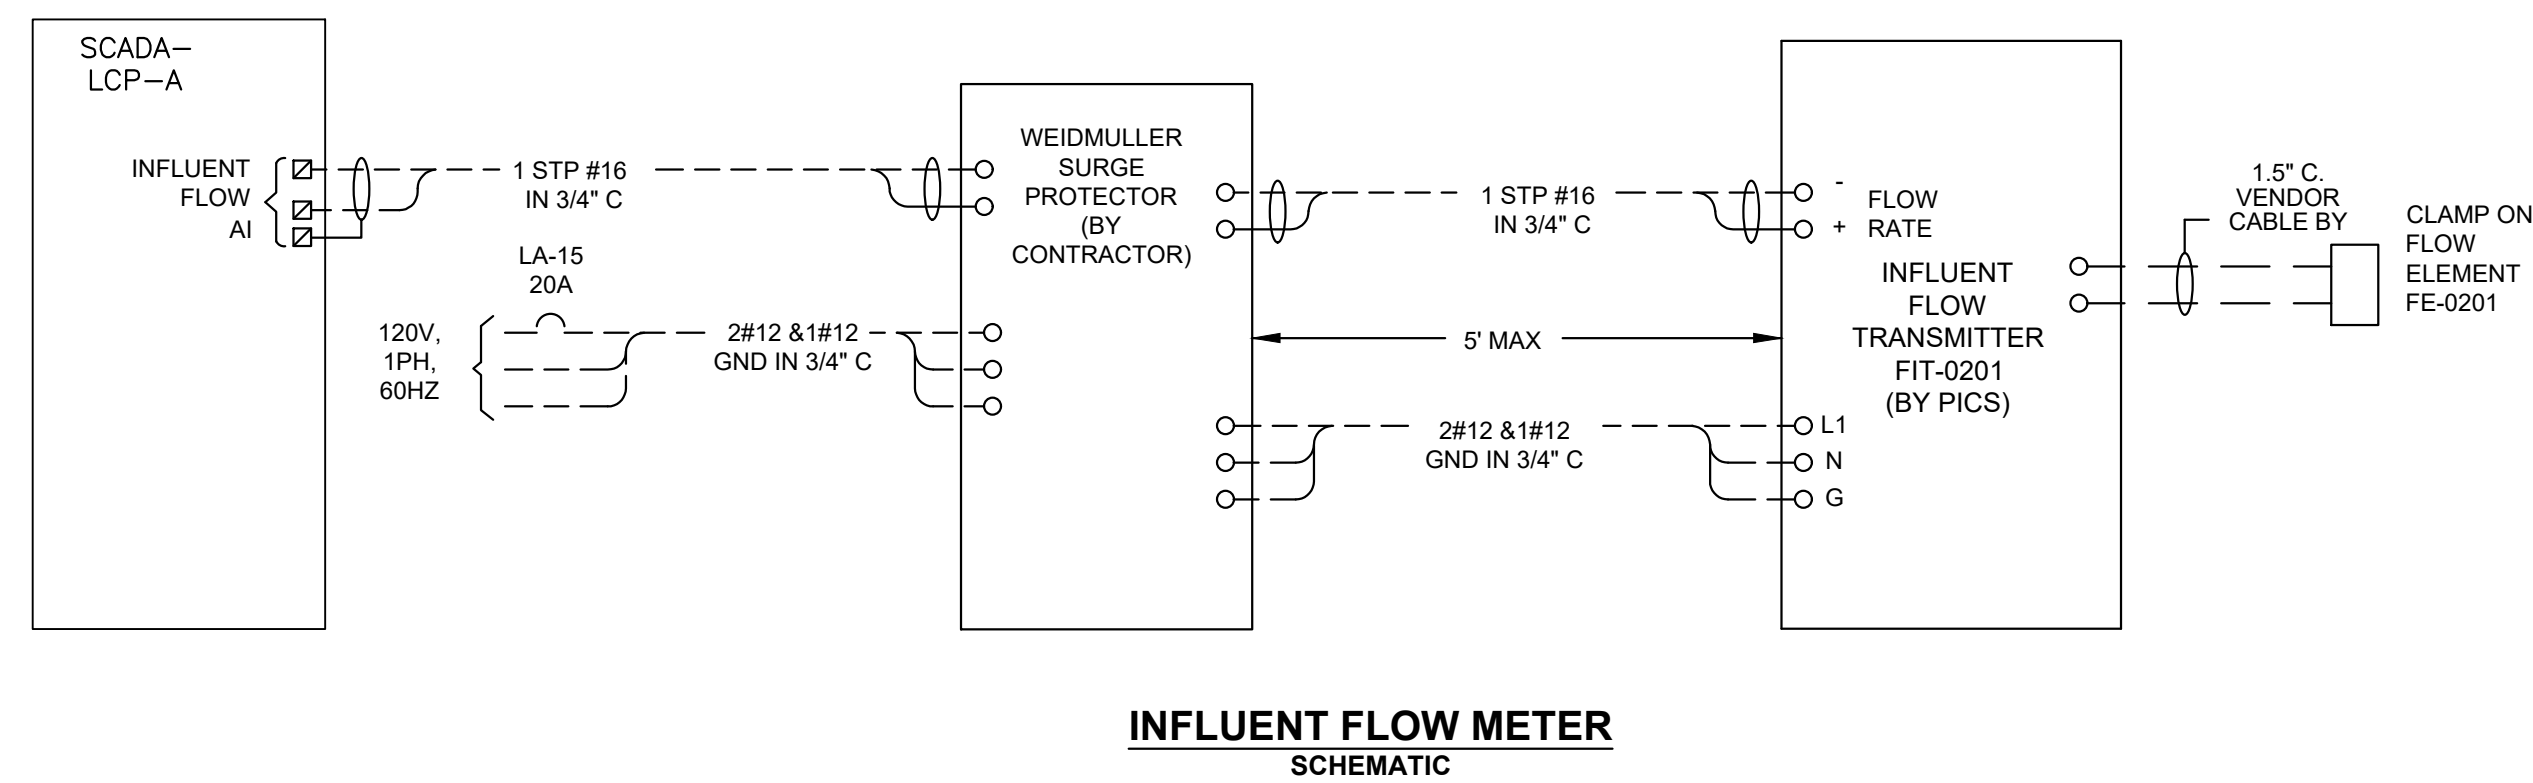 SCADA-
LCP-A
INFLUENT
FLOW
AI
1 STP #16
IN 3/4" C
LA-15
20A
120V,
1PH,
60HZ
2#12 &1#12
GND IN 3/4" C
WEIDMULLER
SURGE
PROTECTOR
(BY
CONTRACTOR)
1 STP #16
IN 3/4" C
5' MAX
2#12 &1#12
GND IN 3/4" C
-
+
FLOW
RATE
INFLUENT
FLOW
TRANSMITTER
FIT-0201
(BY PICS)
L1
N
G
1.5" C.
VENDOR
CABLE BY
CLAMP ON
FLOW
ELEMENT
FE-0201
INFLUENT FLOW METER
SCHEMATIC